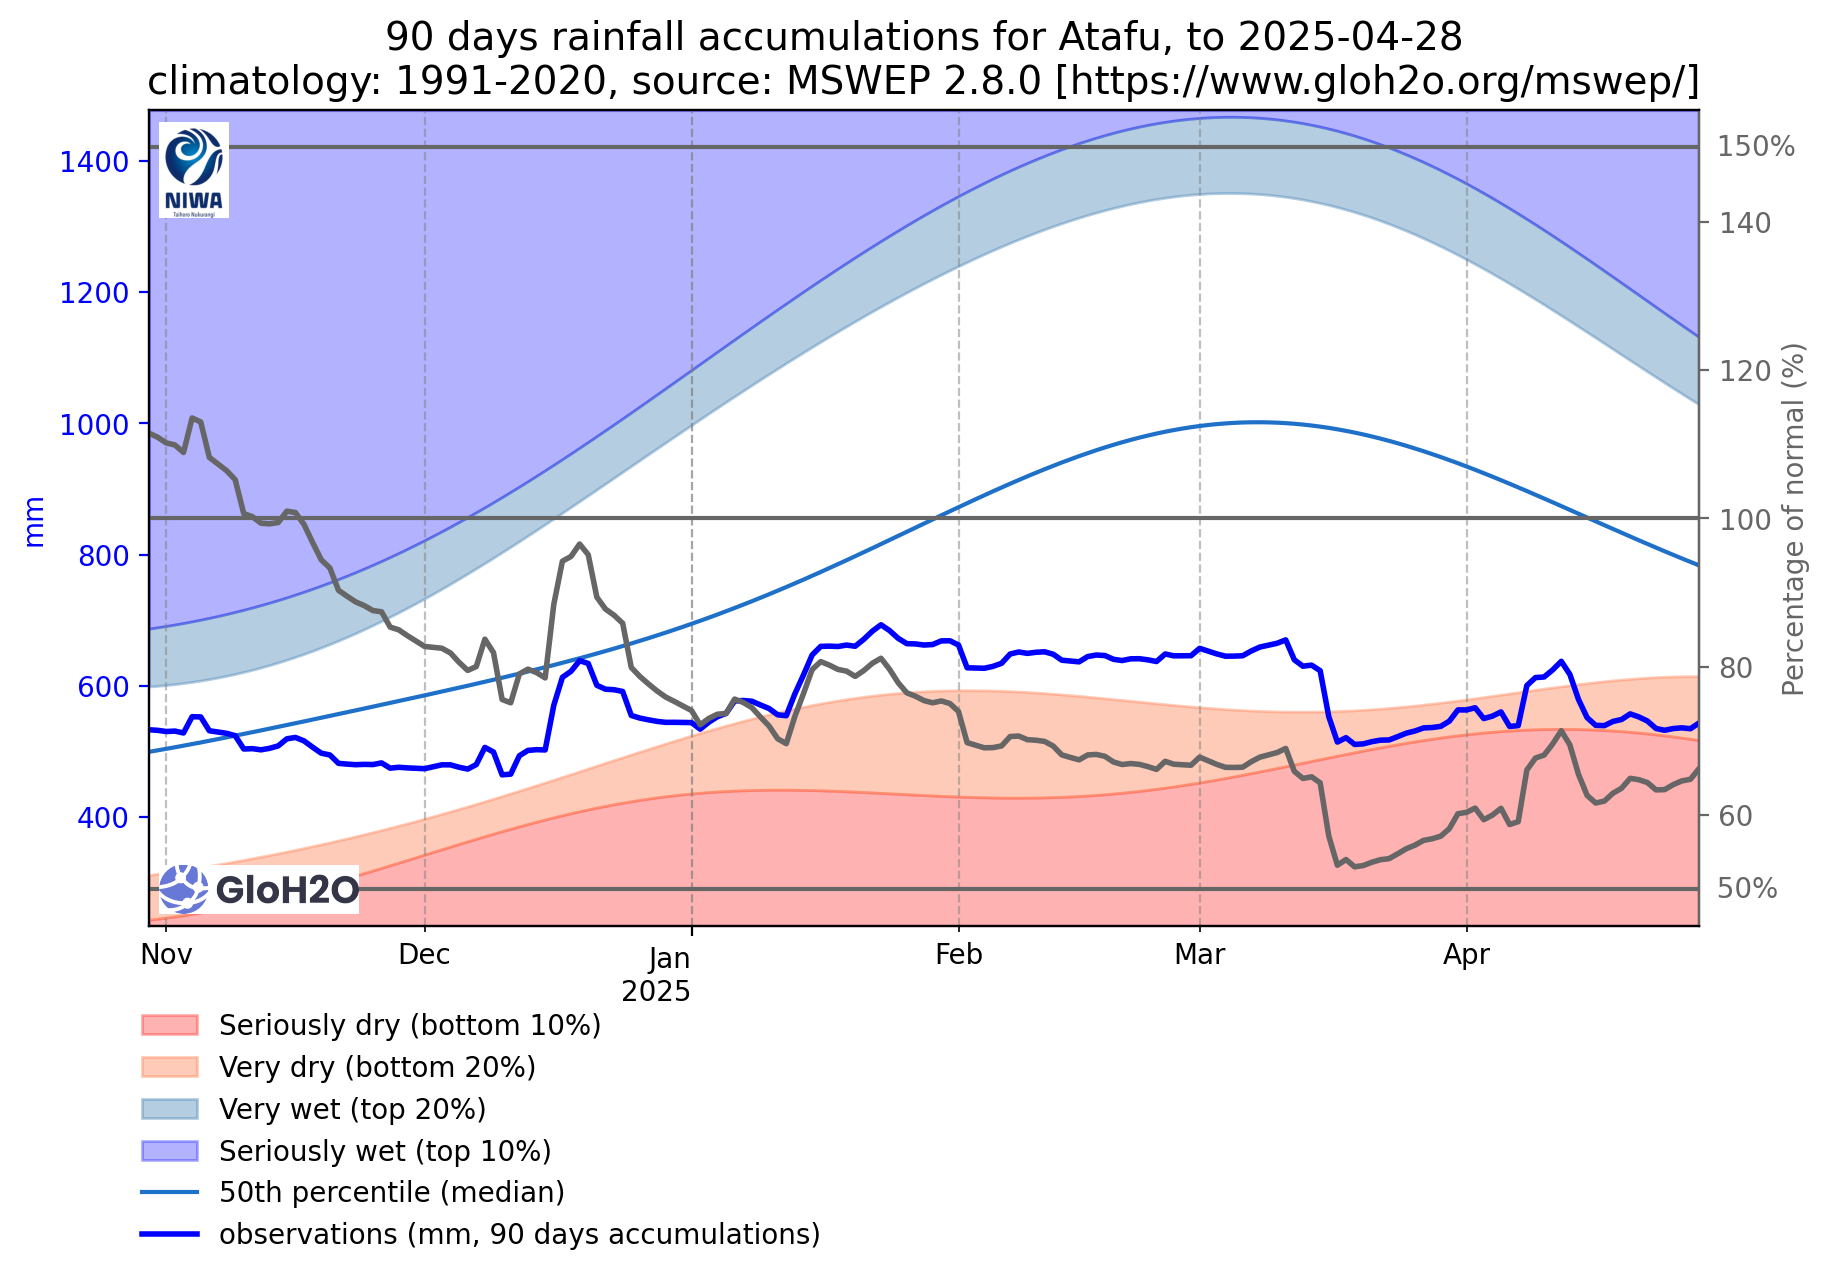 90 days rainfall accumulations for Atafu, to 2025-04-28
climatology: 1991-2020, source: MSWEP 2.8.0 [https://www.gloh2o.org/mswep/]
NIWA
Taihoro Nukurangi
1400
1200
1000
800
600
400
mm
150%
140
120
100
80
60
50%
Percentage of normal (%)
GloH2O
Nov
Dec
Jan
2025
Feb
Mar
Apr
Seriously dry (bottom 10%)
Very dry (bottom 20%)
Very wet (top 20%)
Seriously wet (top 10%)
50th percentile (median)
observations (mm, 90 days accumulations)